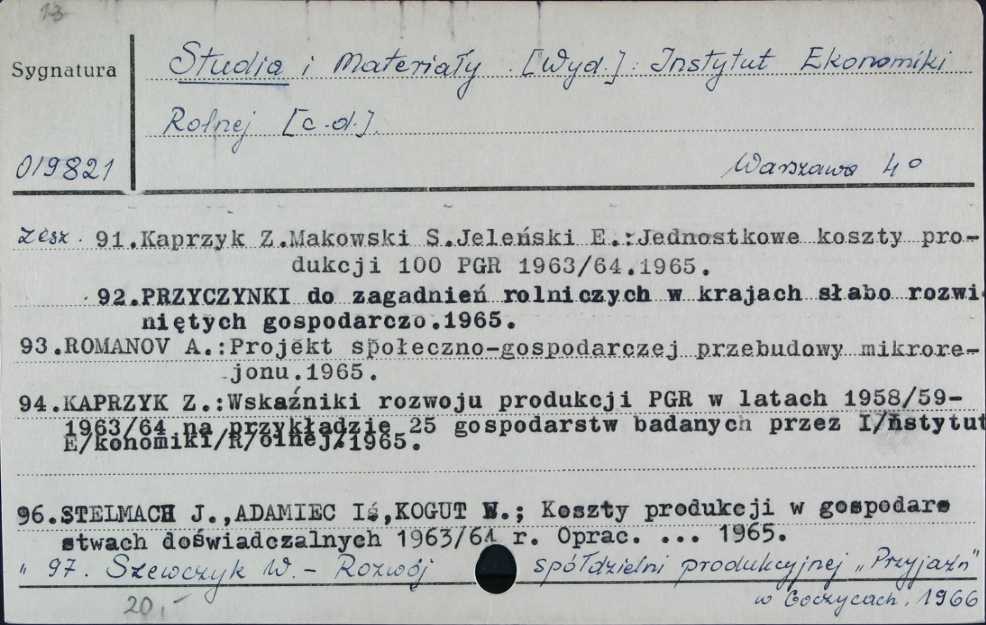 13
Sygnatura
Studia i Materiały. [Wyd.]: Instytut Ekonomiki
Rolnej [c.d.].
019821
Warszawa 4°
zesz. 91.Kaprzyk Z.Makowski S.Jeleński E.:Jednostkowe koszty pro-
dukcji 100 PGR 1963/64.1965.
92.PRZYCZYNKI do zagadnień rolniczych w krajach słabo rozwi-
niętych gospodarczo.1965.
93.ROMANOV A.:Projekt społeczno-gospodarczej przebudowy mikrore-
jonu.1965.
94.KAPRZYK Z.:Wskaźniki rozwoju produkcji PGR w latach 1958/59-
1963/64 na przykładzie 25 gospodarstw badanych przez I/nstytut
E/konomiki/R/olnej/1965.
96.STELMACH J.,ADAMIEC Iś,KOGUT W.; Koszty produkcji w gospodare
stwach doświadczalnych 1963/64 r. Oprac. ... 1965.
" 97. Szewczyk W. - Rozwój spółdzielni produkcyjnej „Przyjaźń"
w Goczycach, 1966
20,-